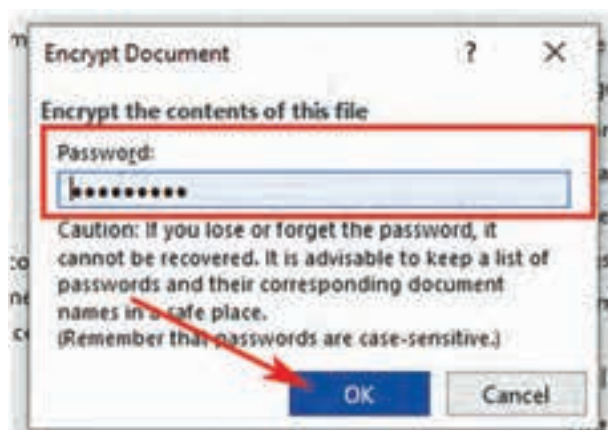 Encrypt Document ? ×
Encrypt the contents of this file
Password:
•••••••••
Caution: If you lose or forget the password, it
cannot be recovered. It is advisable to keep a list of
passwords and their corresponding document
names in a safe place.
(Remember that passwords are case-sensitive.)
OK Cancel